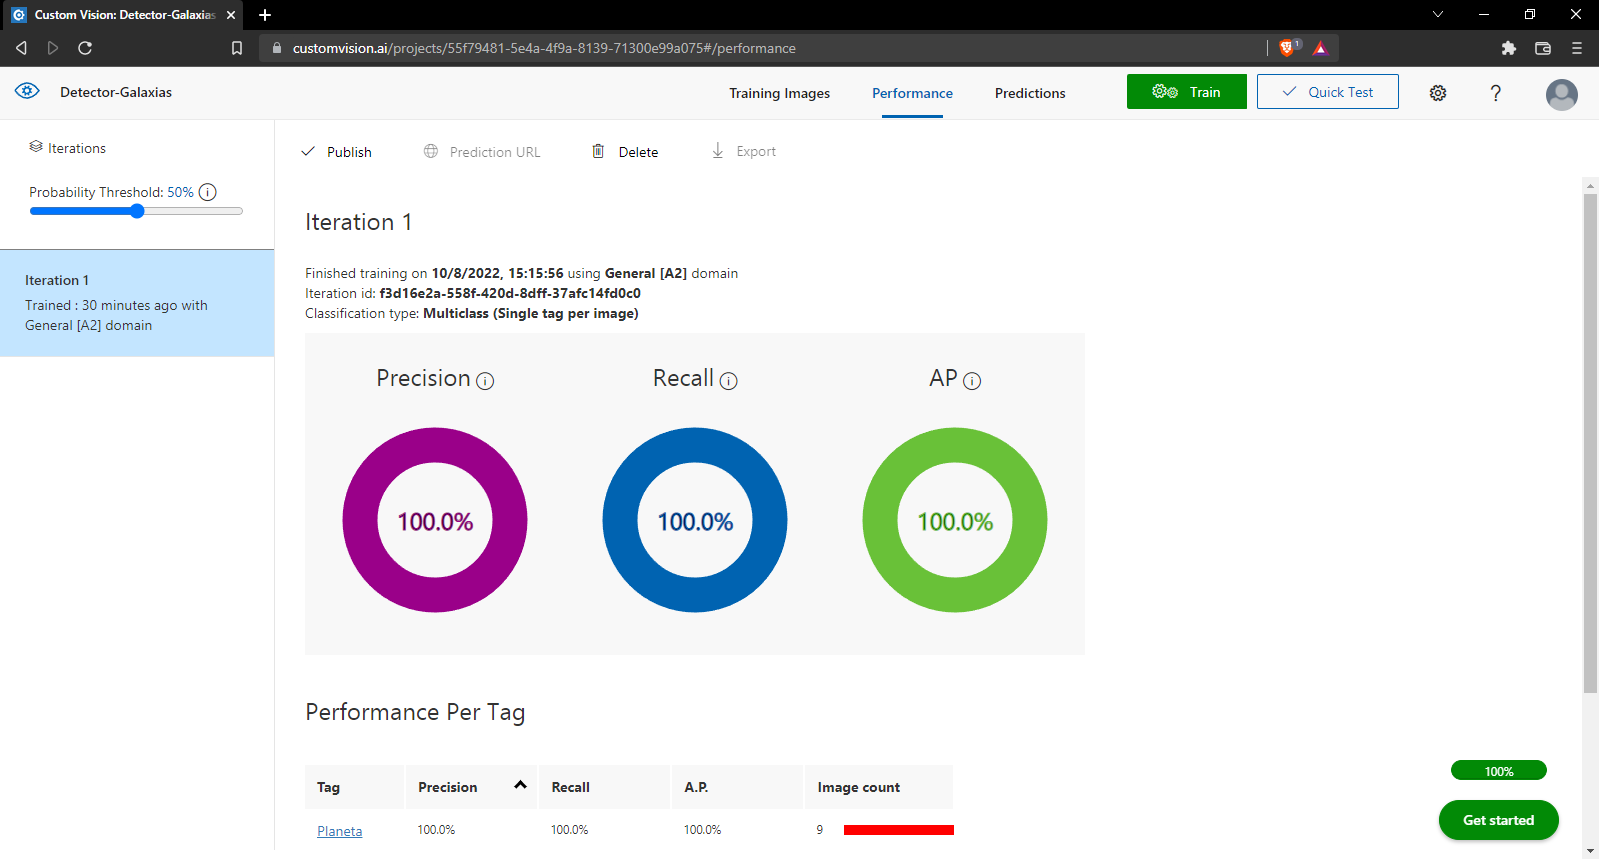 Custom Vision: Detector-Galaxias
customvision.ai/projects/55f79481-5e4a-4f9a-8139-71300e99a075#/performance
1
Detector-Galaxias
Training Images
Performance
Predictions
Train
Quick Test
?
Iterations
Probability Threshold: 50%
Iteration 1
Trained : 30 minutes ago with
General [A2] domain
Publish
Prediction URL
Delete
Export
Iteration 1
Finished training on 10/8/2022, 15:15:56 using General [A2] domain
Iteration id: f3d16e2a-558f-420d-8dff-37afc14fd0c0
Classification type: Multiclass (Single tag per image)
Precision
Recall
AP
100.0%
100.0%
100.0%
Performance Per Tag
Tag Precision Recall A.P. Image count
Planeta 100.0% 100.0% 100.0% 9
100%
Get started